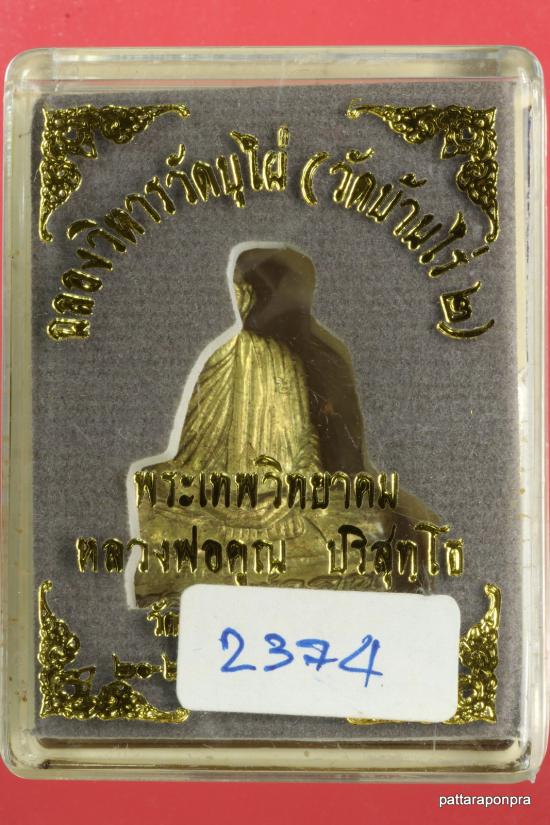 ฉลองวิหารวัดบุไผ่ (วัดบ้านไร่ ๒)
พระเทพวิทยาคม
หลวงพ่อคูณ ปริสุทฺโธ
2374
pattaraponpra